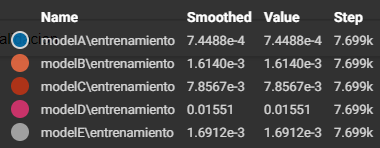 Name Smoothed Value Step
modelA\entrenamiento 7.4488e-4 7.4488e-4 7.699k
modelB\entrenamiento 1.6140e-3 1.6140e-3 7.699k
modelC\entrenamiento 7.8567e-3 7.8567e-3 7.699k
modelD\entrenamiento 0.01551 0.01551 7.699k
modelE\entrenamiento 1.6912e-3 1.6912e-3 7.699k